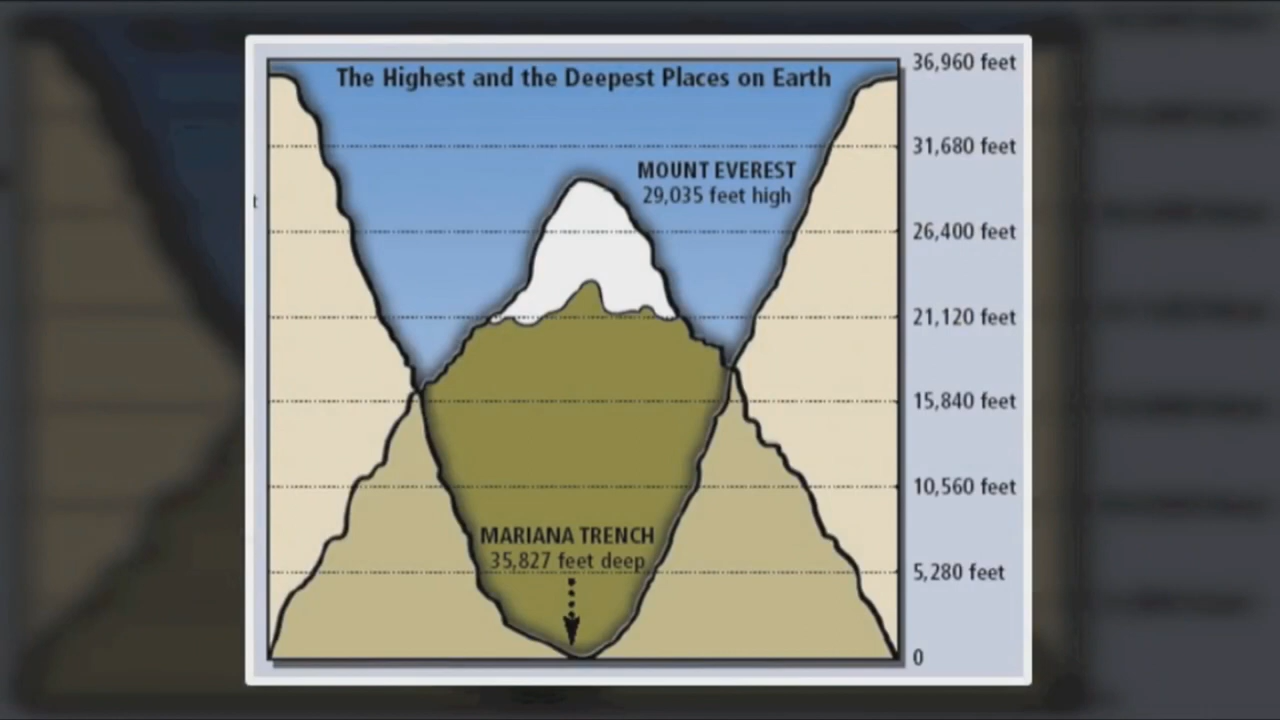 The Highest and the Deepest Places on Earth
36,960 feet
31,680 feet
MOUNT EVEREST
29,035 feet high
t
26,400 feet
21,120 feet
15,840 feet
10,560 feet
MARIANA TRENCH
35,827 feet deep
5,280 feet
0